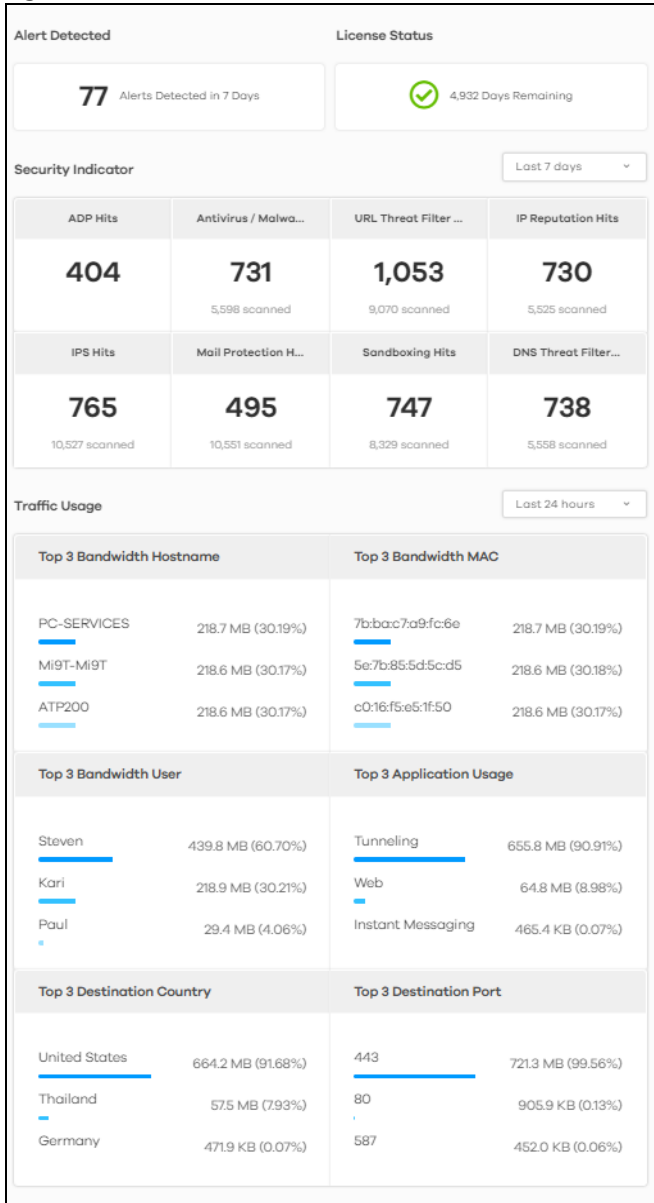 Alert Detected
License Status
77 Alerts Detected in 7 Days
4,932 Days Remaining
Security Indicator
Last 7 days
ADP Hits
Antivirus / Malwa...
URL Threat Filter ...
IP Reputation Hits
404
731
1,053
730
5,598 scanned
9,070 scanned
5,525 scanned
IPS Hits
Mail Protection H...
Sandboxing Hits
DNS Threat Filter...
765
495
747
738
10,527 scanned
10,551 scanned
8,329 scanned
5,558 scanned
Traffic Usage
Last 24 hours
Top 3 Bandwidth Hostname
PC-SERVICES 218.7 MB (30.19%)
Mi9T-Mi9T 218.6 MB (30.17%)
ATP200 218.6 MB (30.17%)
Top 3 Bandwidth MAC
7b:ba:c7:a9:fc:6e 218.7 MB (30.19%)
5e:7b:85:5d:5c:d5 218.6 MB (30.18%)
c0:16:f5:e5:1f:50 218.6 MB (30.17%)
Top 3 Bandwidth User
Steven 439.8 MB (60.70%)
Kari 218.9 MB (30.21%)
Paul 29.4 MB (4.06%)
Top 3 Application Usage
Tunneling 655.8 MB (90.91%)
Web 64.8 MB (8.98%)
Instant Messaging 465.4 KB (0.07%)
Top 3 Destination Country
United States 664.2 MB (91.68%)
Thailand 57.5 MB (7.93%)
Germany 471.9 KB (0.07%)
Top 3 Destination Port
443 721.3 MB (99.56%)
80 905.9 KB (0.13%)
587 452.0 KB (0.06%)